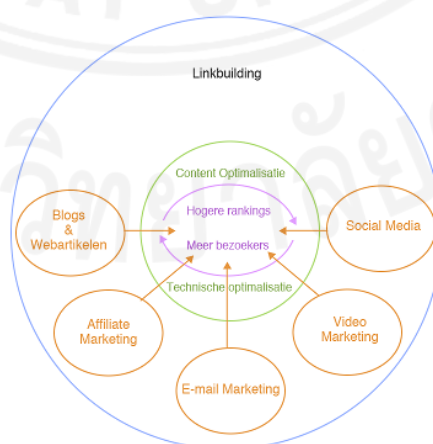 Linkbuilding
Content Optimalisatie
Hogere rankings
Meer bezoekers
Technische optimalisatie
Blogs
&
Webartikelen
Social Media
Affiliate
Marketing
Video
Marketing
E-mail Marketing